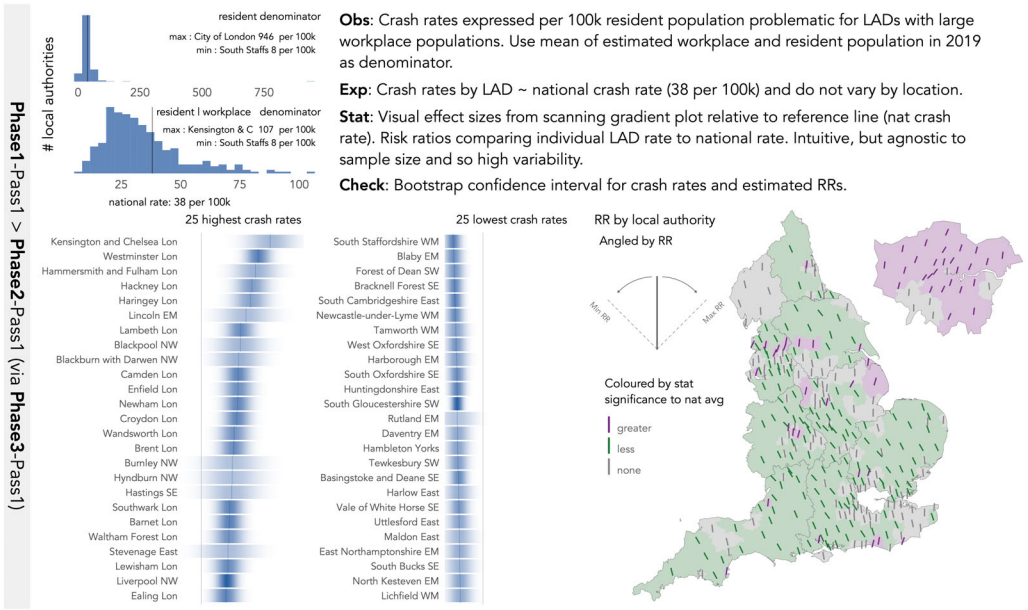 Phase1-Pass1 > Phase2-Pass1 (via Phase3-Pass1)
# local authorities
resident denominator
max : City of London 946 per 100k
min : South Staffs 8 per 100k
0 250 500 750
resident | workplace denominator
max : Kensington & C 107 per 100k
min : South Staffs 8 per 100k
25 50 75 100
national rate: 38 per 100k
Obs: Crash rates expressed per 100k resident population problematic for LADs with large
workplace populations. Use mean of estimated workplace and resident population in 2019
as denominator.
Exp: Crash rates by LAD ~ national crash rate (38 per 100k) and do not vary by location.
Stat: Visual effect sizes from scanning gradient plot relative to reference line (nat crash
rate). Risk ratios comparing individual LAD rate to national rate. Intuitive, but agnostic to
sample size and so high variability.
Check: Bootstrap confidence interval for crash rates and estimated RRs.
25 highest crash rates
Kensington and Chelsea Lon
Westminster Lon
Hammersmith and Fulham Lon
Hackney Lon
Haringey Lon
Lincoln EM
Lambeth Lon
Blackpool NW
Blackburn with Darwen NW
Camden Lon
Enfield Lon
Newham Lon
Croydon Lon
Wandsworth Lon
Brent Lon
Burnley NW
Hyndburn NW
Hastings SE
Southwark Lon
Barnet Lon
Waltham Forest Lon
Stevenage East
Lewisham Lon
Liverpool NW
Ealing Lon
25 lowest crash rates
South Staffordshire WM
Blaby EM
Forest of Dean SW
Bracknell Forest SE
South Cambridgeshire East
Newcastle-under-Lyme WM
Tamworth WM
West Oxfordshire SE
Harborough EM
South Oxfordshire SE
Huntingdonshire East
South Gloucestershire SW
Rutland EM
Daventry EM
Hambleton Yorks
Tewkesbury SW
Basingstoke and Deane SE
Harlow East
Vale of White Horse SE
Uttlesford East
Maldon East
East Northamptonshire EM
South Bucks SE
North Kesteven EM
Lichfield WM
RR by local authority
Angled by RR
Min RR
Max RR
Coloured by stat
significance to nat avg
greater
less
none